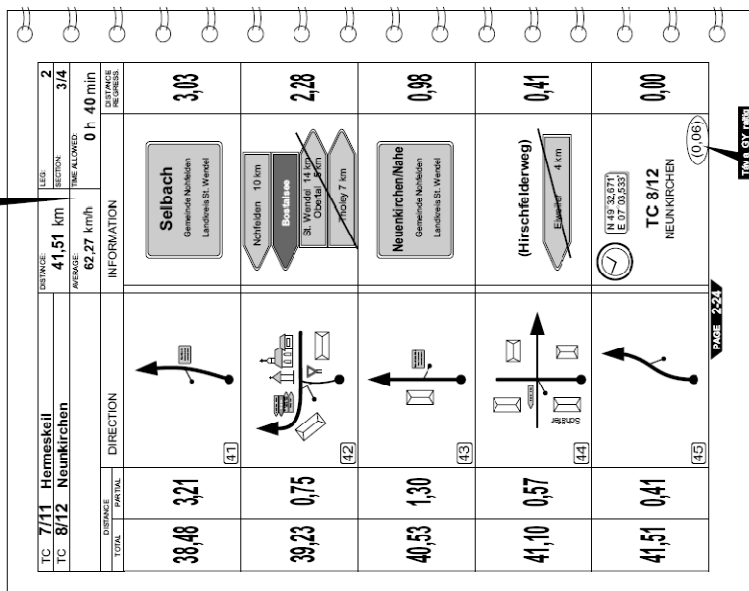 TC 7/11 Hermeskeil
TC 8/12 Neunkirchen
DISTANCE:
41,51 km
AVERAGE:
62,27 km/h
LEG: 2
SECTION: 3/4
TIME ALLOWED:
0 h 40 min
DISTANCE
TOTAL
PARTIAL
DIRECTION
INFORMATION
DISTANCE
REGRESS.
38,48
3,21
41
Selbach
Gemeinde Nohfelden
Landkreis St. Wendel
3,03
39,23
0,75
42
Nohfelden 10 km
Bostalsee
St. Wendel 14 km
Obertal 5 km
Tholey 7 km
2,28
40,53
1,30
43
Neuenkirchen/Nahe
Gemeinde Nohfelden
Landkreis St. Wendel
0,98
41,10
0,57
44
Schäfer
(Hirschfelderweg)
Eiweiler 4 km
0,41
41,51
0,41
45
N 49°32,671'
E 07°03,533'
TC 8/12
NEUNKIRCHEN
0,00
(0,06)
PAGE 2-24